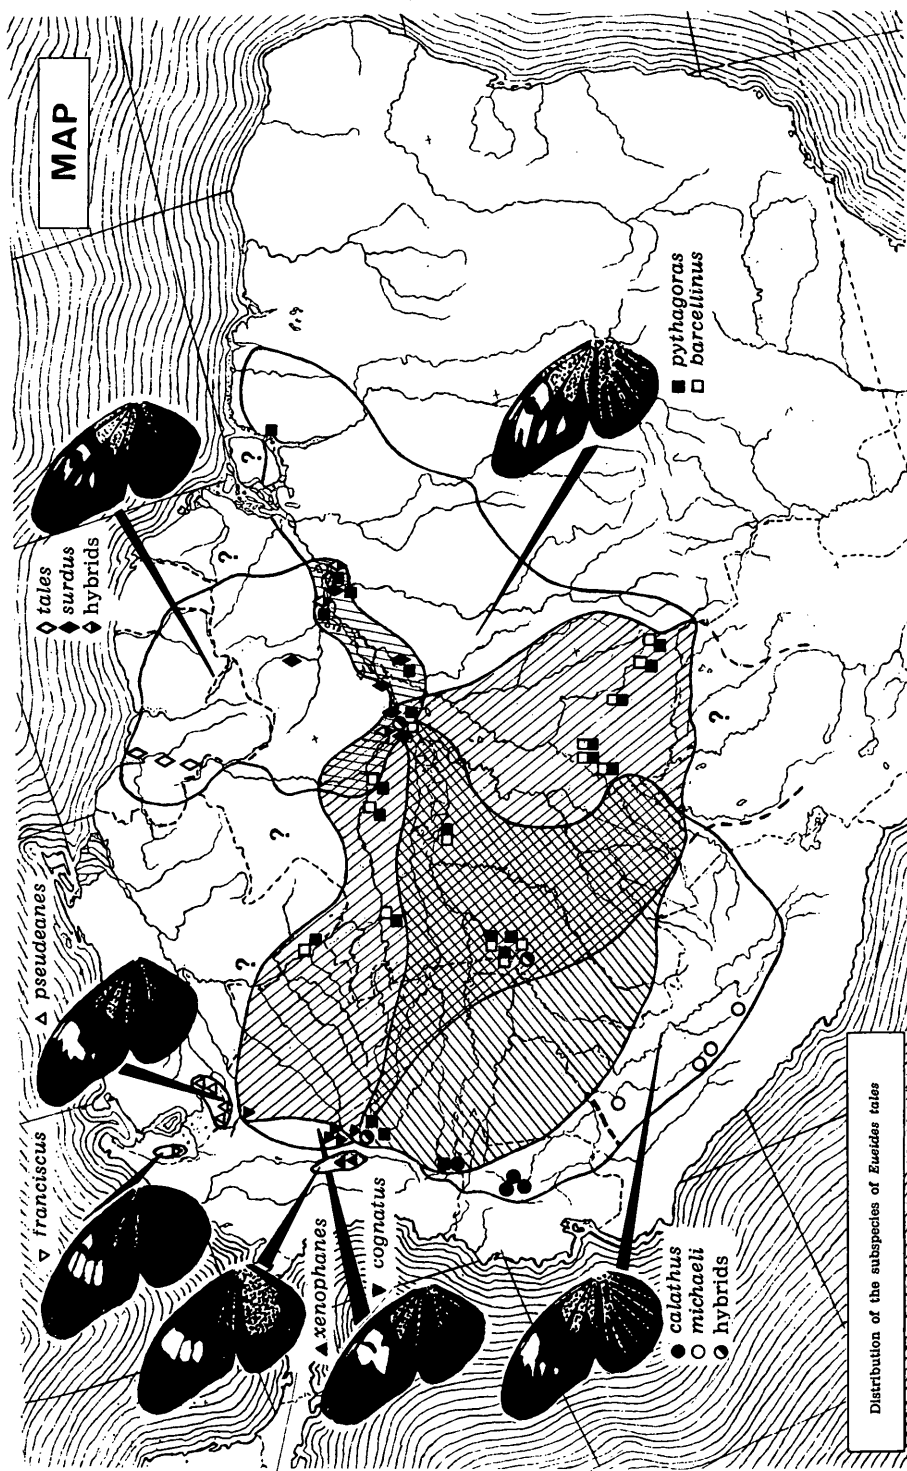 MAP
▽ franciscus
△ pseudeanes
◇ tales
◆ surdus
hybrids
?
?
?
?
?
?
▲ xenophanes
▼ cognatus
■ pythagoras
□ barcellinus
● calathus
○ michaeli
hybrids
Distribution of the subspecies of Eueides tales